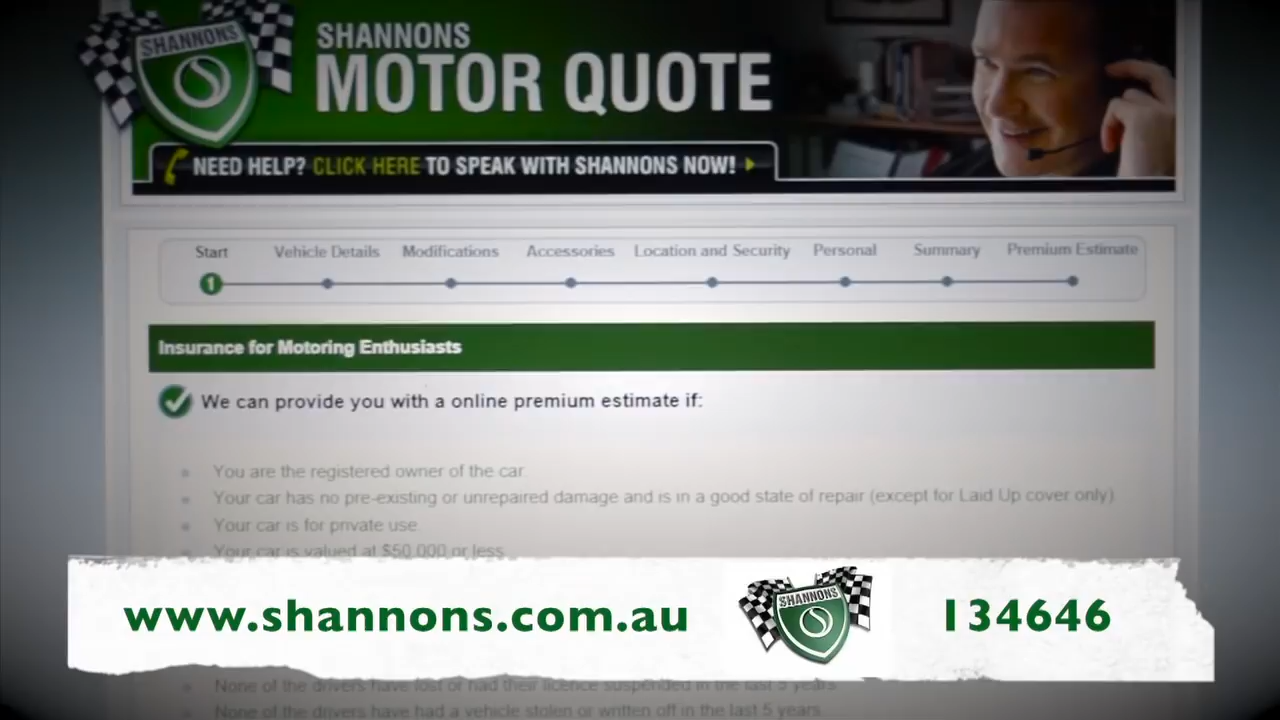 SHANNONS
SHANNONS
MOTOR QUOTE
NEED HELP? CLICK HERE TO SPEAK WITH SHANNONS NOW!
Start Vehicle Details Modifications Accessories Location and Security Personal Summary Premium Estimate
1
Insurance for Motoring Enthusiasts
We can provide you with a online premium estimate if:
You are the registered owner of the car.
Your car has no pre-existing or unrepaired damage and is in a good state of repair (except for Laid Up cover only)
Your car is for private use.
Your car is valued at $50,000 or less
www.shannons.com.au SHANNONS 134646
None of the drivers have lost or had their licence suspended in the last 5 years
None of the drivers have had a vehicle stolen or written off in the last 5 years